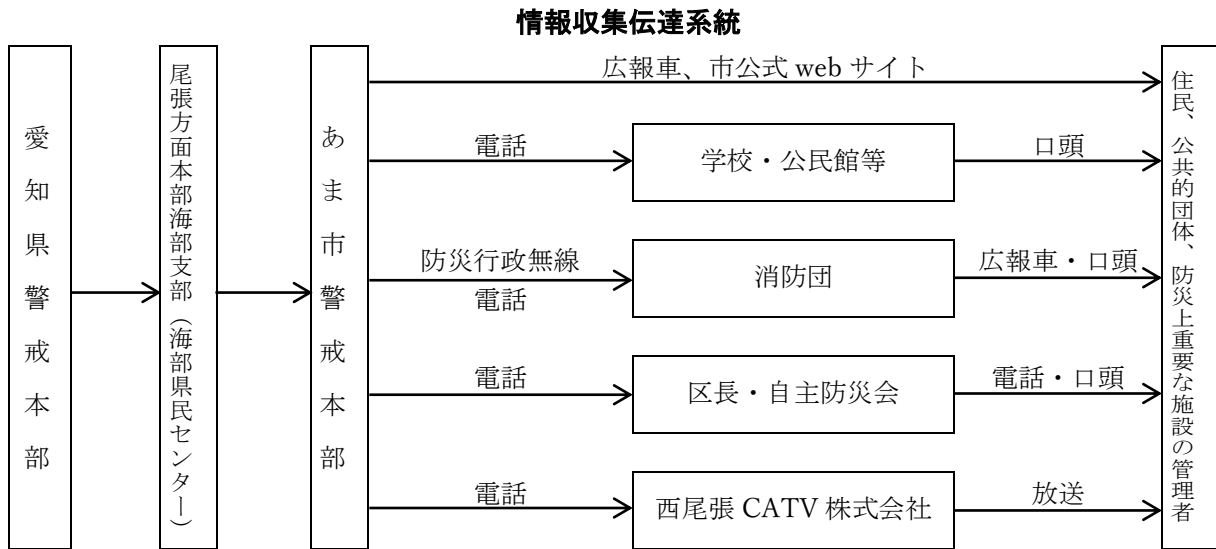 情報収集伝達系統
愛知県警戒本部
尾張方面本部海部支部（海部県民センター）
あま市警戒本部
広報車、市公式 web サイト
電話
学校・公民館等
口頭
防災行政無線
電話
消防団
広報車・口頭
電話
区長・自主防災会
電話・口頭
電話
西尾張 CATV 株式会社
放送
住民、公共的団体、防災上重要な施設の管理者